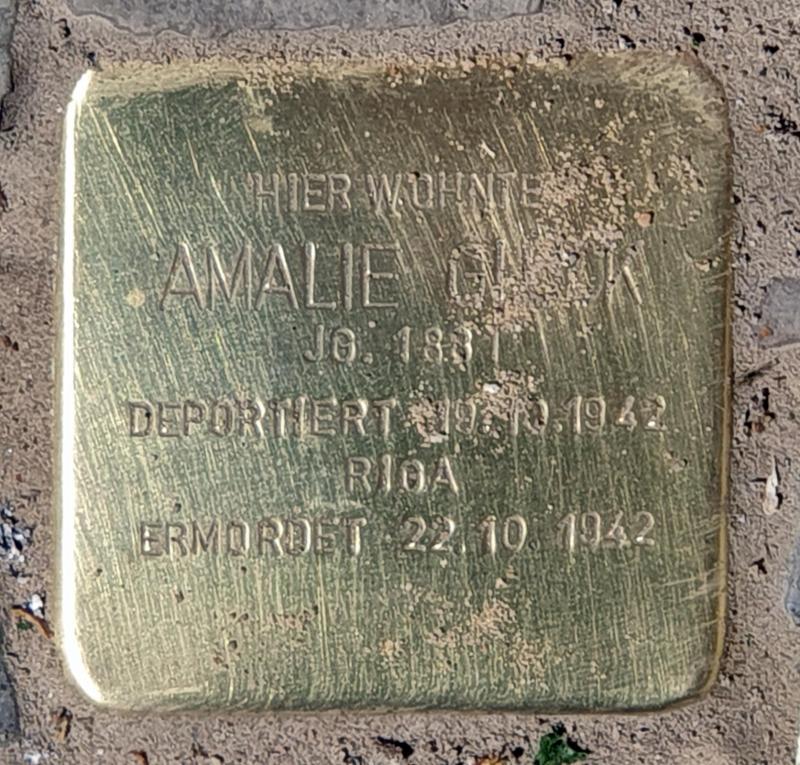 HIER WOHNTE
AMALIE
JG. 1881
DEPORTIERT 19.10.1942
RIGA
ERMORDET 22.10.1942